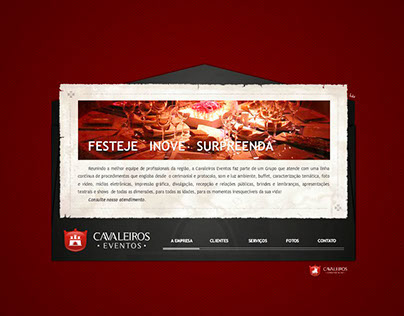 FESTEJE INOVE SURPREENDA
Reunindo a melhor equipe de profissionais da região, a Cavaleiros Eventos faz parte de um Grupo que atende com uma linha
contínua de procedimentos que engloba desde o cerimonial e protocolo, som e luz ambiente, buffet, caracterização temática, foto
e vídeo, mídias eletrônicas, impressão gráfica, divulgação, recepção e relações públicas, brindes e lembranças, apresentações
teatrais e shows de todas as dimensões, para todas as idades, para os momentos inesquecíveis da sua vida!
Consulte nosso atendimento.
CAVALEIROS
• EVENTOS •
A EMPRESA CLIENTES SERVIÇOS FOTOS CONTATO
CAVALEIROS